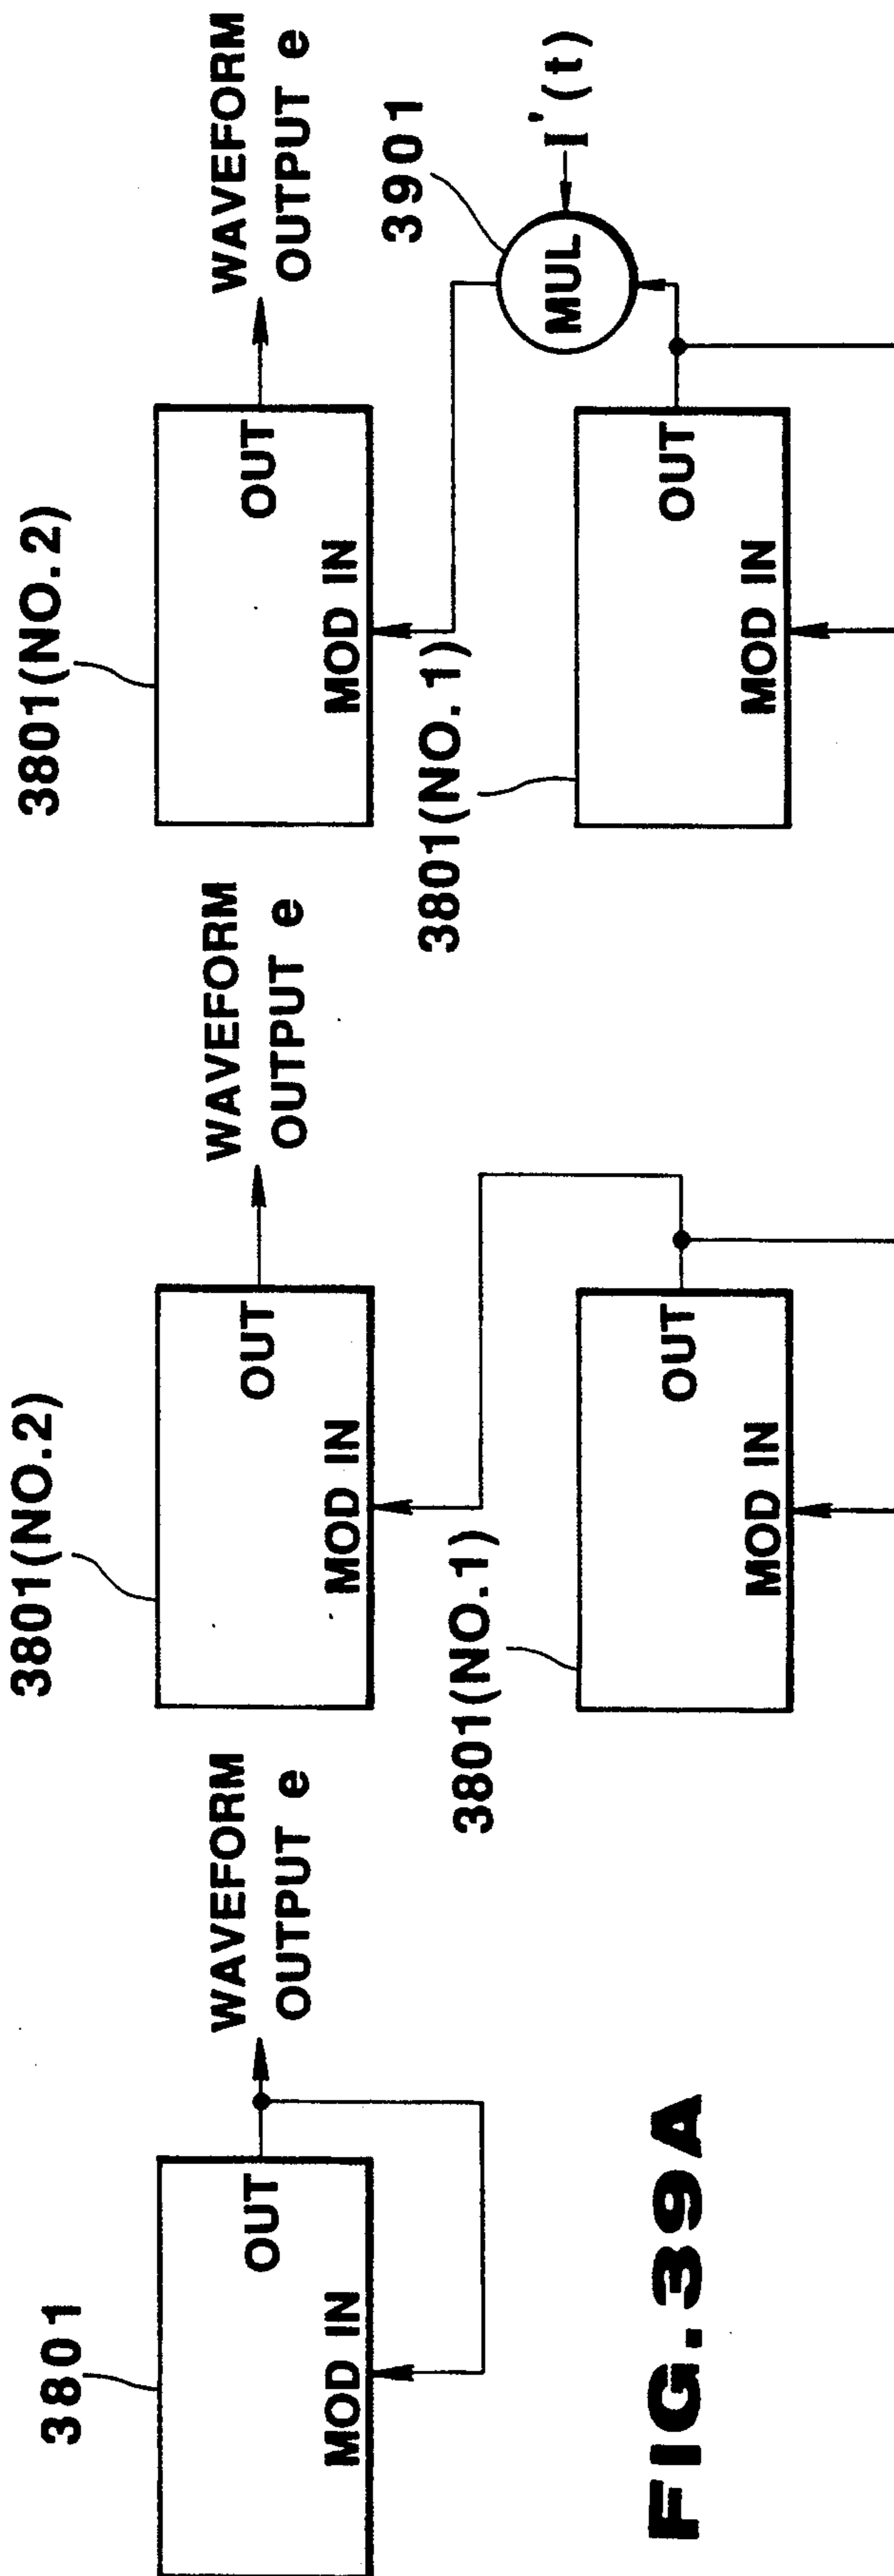 3801
OUT
MOD IN
WAVEFORM
OUTPUT e
FIG.39A
3801(NO.2)
OUT
MOD IN
WAVEFORM
OUTPUT e
3801(NO.1)
OUT
MOD IN
3801(NO.2)
OUT
MOD IN
WAVEFORM
OUTPUT e
3901
MUL
I'(t)
3801(NO.1)
OUT
MOD IN